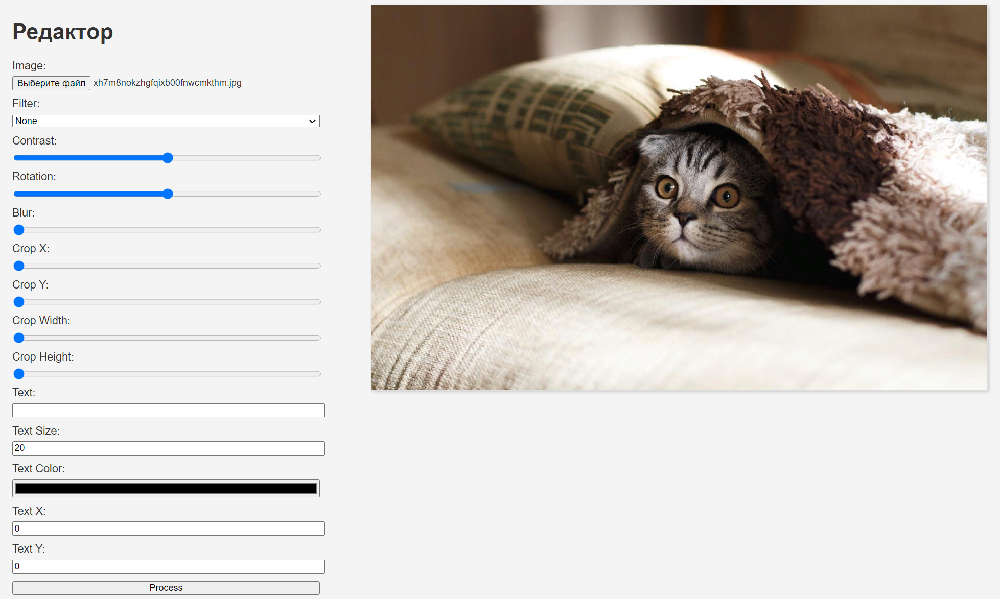 Редактор
Image:
Выберите файл xh7m8nokzhgfqixb00fnwcmkthm.jpg
Filter:
None
Contrast:
Rotation:
Blur:
Crop X:
Crop Y:
Crop Width:
Crop Height:
Text:
Text Size:
20
Text Color:
Text X:
0
Text Y:
0
Process